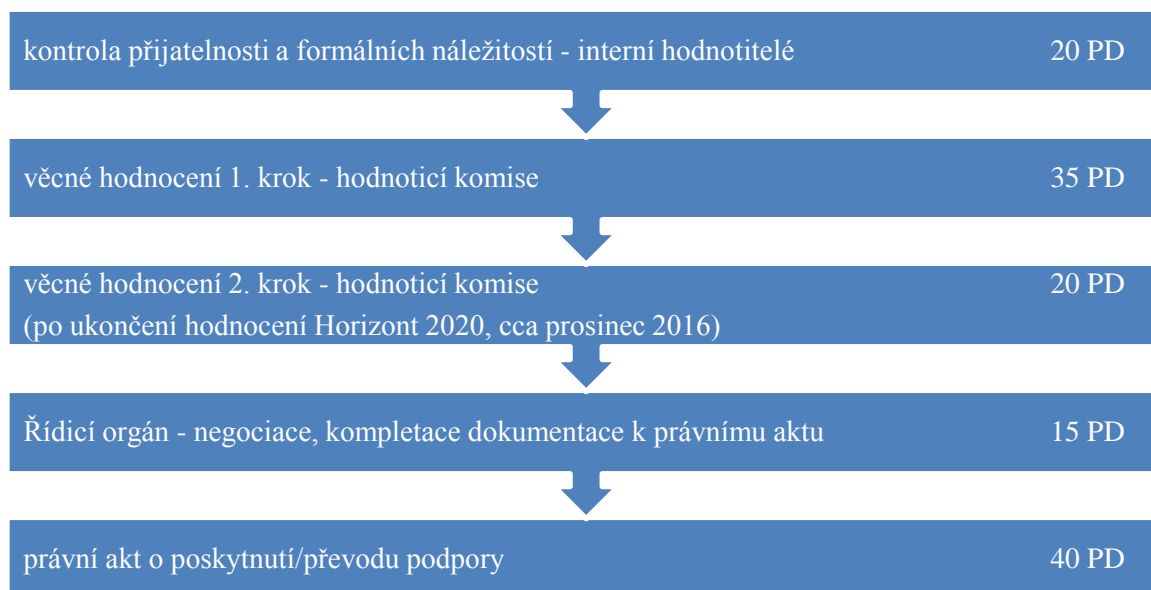 kontrola přijatelnosti a formálních náležitostí - interní hodnotitelé 20 PD
věcné hodnocení 1. krok - hodnoticí komise 35 PD
věcné hodnocení 2. krok - hodnoticí komise 20 PD
(po ukončení hodnocení Horizont 2020, cca prosinec 2016)
Řídicí orgán - negociace, kompletace dokumentace k právnímu aktu 15 PD
právní akt o poskytnutí/převodu podpory 40 PD